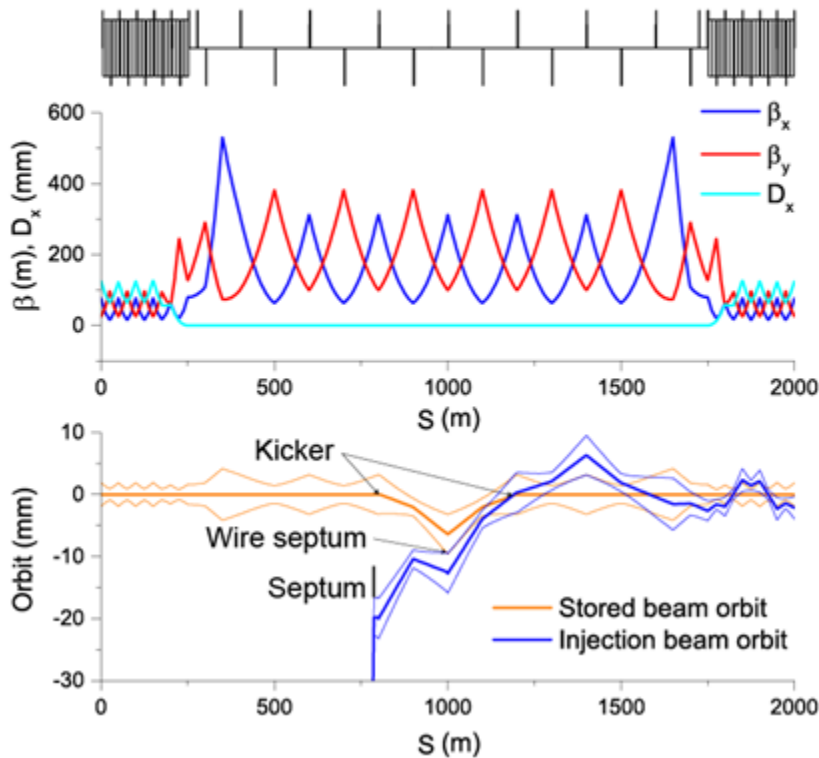 600
400
200
0
β (m), D_x (mm)
β_x
β_y
D_x
0 500 1000 1500 2000
S (m)
10
0
-10
-20
-30
Orbit (mm)
Kicker
Wire septum
Septum
Stored beam orbit
Injection beam orbit
0 500 1000 1500 2000
S (m)